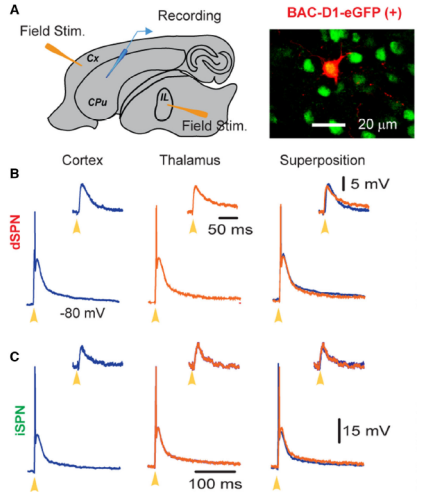 A
Recording
Field Stim.
Cx
CPu
IL
Field Stim.
BAC-D1-eGFP (+)
20 μm
Cortex
Thalamus
Superposition
B
5 mV
50 ms
dSPN
-80 mV
C
iSPN
15 mV
100 ms